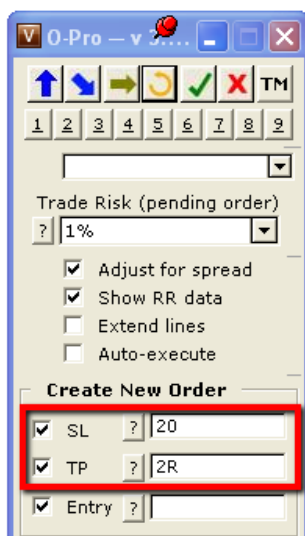 V O-Pro — v 3....
TM
1 2 3 4 5 6 7 8 9
Trade Risk (pending order)
? 1%
Adjust for spread
Show RR data
Extend lines
Auto-execute
Create New Order
SL ? 20
TP ? 2R
Entry ?